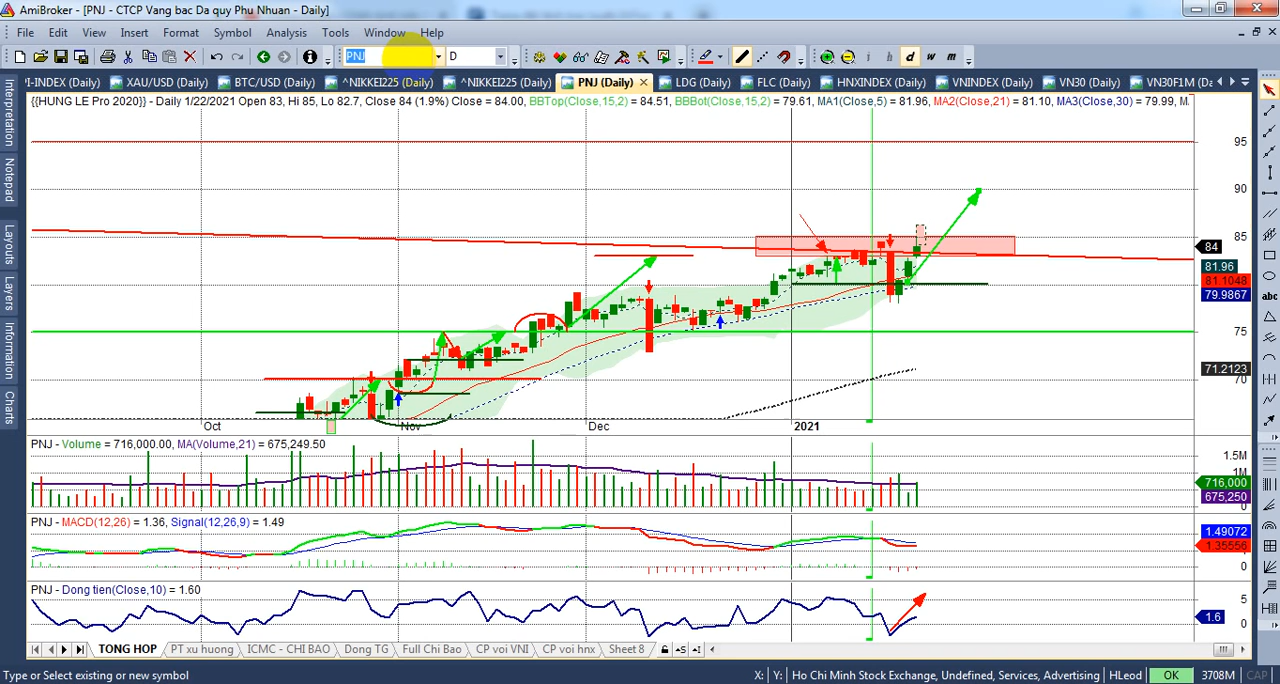 AmiBroker - [PNJ - CTCP Vang bac Da quy Phu Nhuan - Daily]
File Edit View Insert Format Symbol Analysis Tools Window Help
PNJ D i h d w m
XAU/USD (Daily) BTC/USD (Daily) ^NIKKEI225 (Daily) ^NIKKEI225 (Daily) PNJ (Daily) LDG (Daily) FLC (Daily) HNXINDEX (Daily) VNINDEX (Daily) VN30 (Daily)
{{HUNG LE Pro 2020}} - Daily 1/22/2021 Open 83, Hi 85, Lo 82.7, Close 84 (1.9%) Close = 84.00, BBTop(Close,15,2) = 84.51, BBBot(Close,15,2) = 79.61, MA1(Close,5) = 81.96, MA2(Close,21) = 81.10, MA3(Close,30) = 79.99,
Interpretation
Notepad
Layouts
Layers
Information
Charts
95
90
85
84
81.96
81.1048
79.9867
75
71.2123
70
abc
Oct Nov Dec 2021
PNJ - Volume = 716,000.00, MA(Volume,21) = 675,249.50
1.5M
1M
716,000
675,250
PNJ - MACD(12,26) = 1.36, Signal(12,26,9) = 1.49
1.49072
1.35556
0
PNJ - Dong tien(Close,10) = 1.60
5
1.6
0
TONG HOP PT xu huong ICMC - CHI BAO Dong TG Full Chi Bao CP voi VNI CP voi hnx Sheet 8
Type or Select existing or new symbol X: Y: Ho Chi Minh Stock Exchange, Undefined, Services, Advertising HLeod OK 3708M CAP